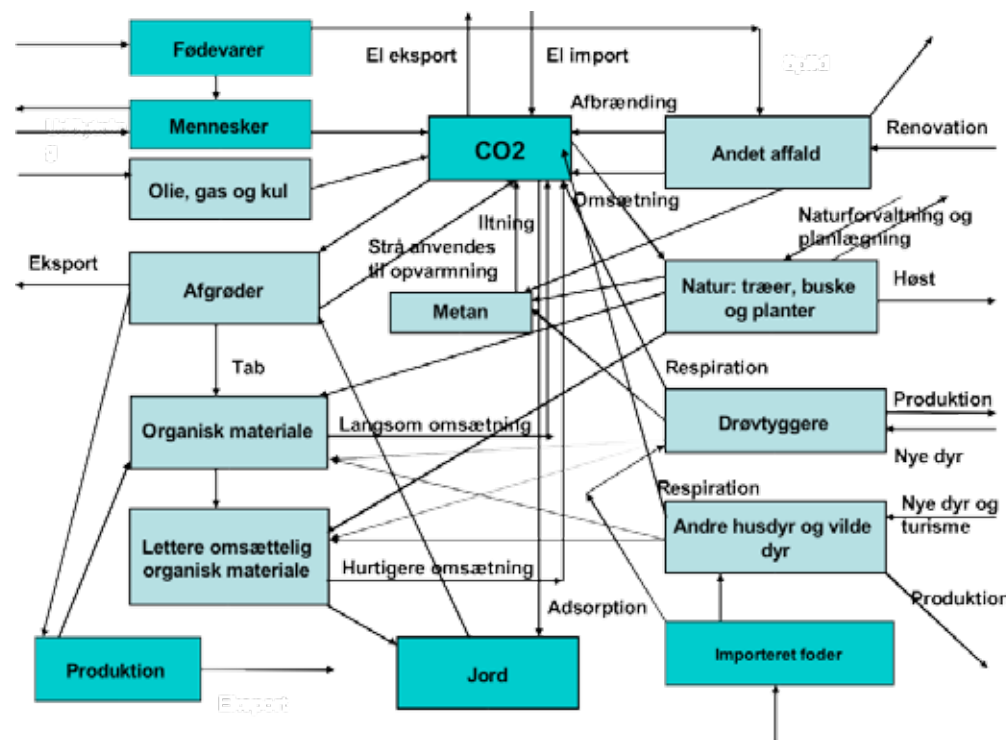 El eksport
El import
Fødevarer
Afbrænding
Mennesker
CO2
Andet affald
Renovation
Olie, gas og kul
Omsætning
Iltning
Naturforvaltning og
planlægning
Strå anvendes
til opvarmning
Eksport
Afgrøder
Metan
Natur: træer, buske
og planter
Høst
Tab
Respiration
Produktion
Organisk materiale
Langsom omsætning
Drøvtyggere
Nye dyr
Respiration
Andre husdyr og vilde
dyr
Nye dyr og
turisme
Lettere omsættelig
organisk materiale
Hurtigere omsætning
Adsorption
Produktion
Produktion
Jord
Importeret foder
Eksport